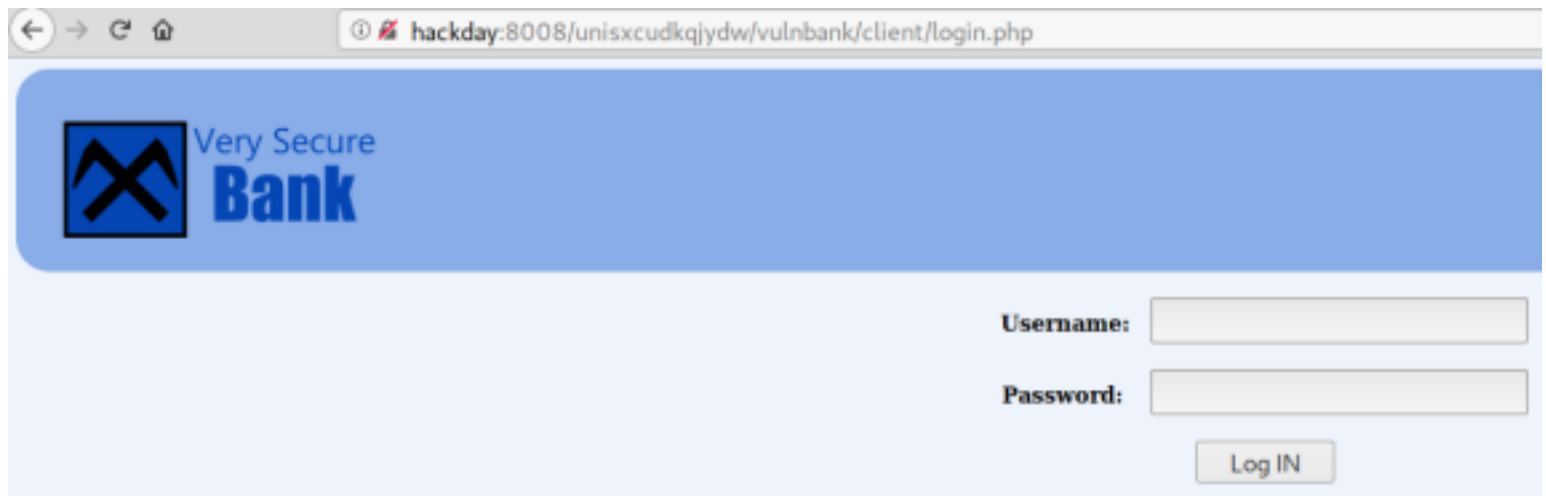 hackday:8008/unisxcudkqjydw/vulnbank/client/login.php
Very Secure
Bank
Username:
Password:
Log IN